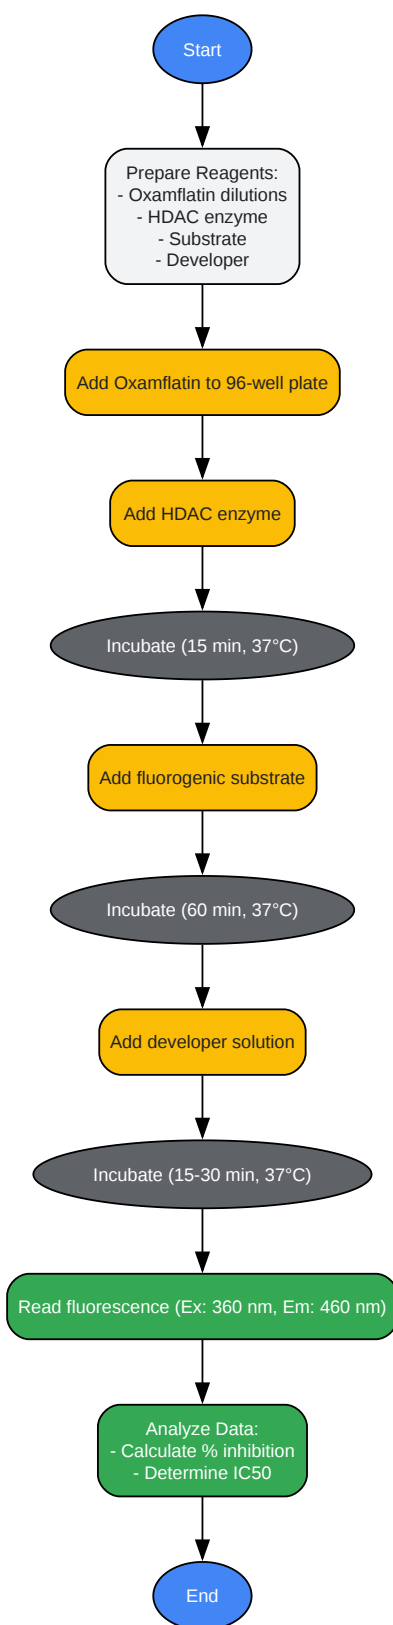 Start
Prepare Reagents:
- Oxamflatin dilutions
- HDAC enzyme
- Substrate
- Developer
Add Oxamflatin to 96-well plate
Add HDAC enzyme
Incubate (15 min, 37°C)
Add fluorogenic substrate
Incubate (60 min, 37°C)
Add developer solution
Incubate (15-30 min, 37°C)
Read fluorescence (Ex: 360 nm, Em: 460 nm)
Analyze Data:
- Calculate % inhibition
- Determine IC50
End